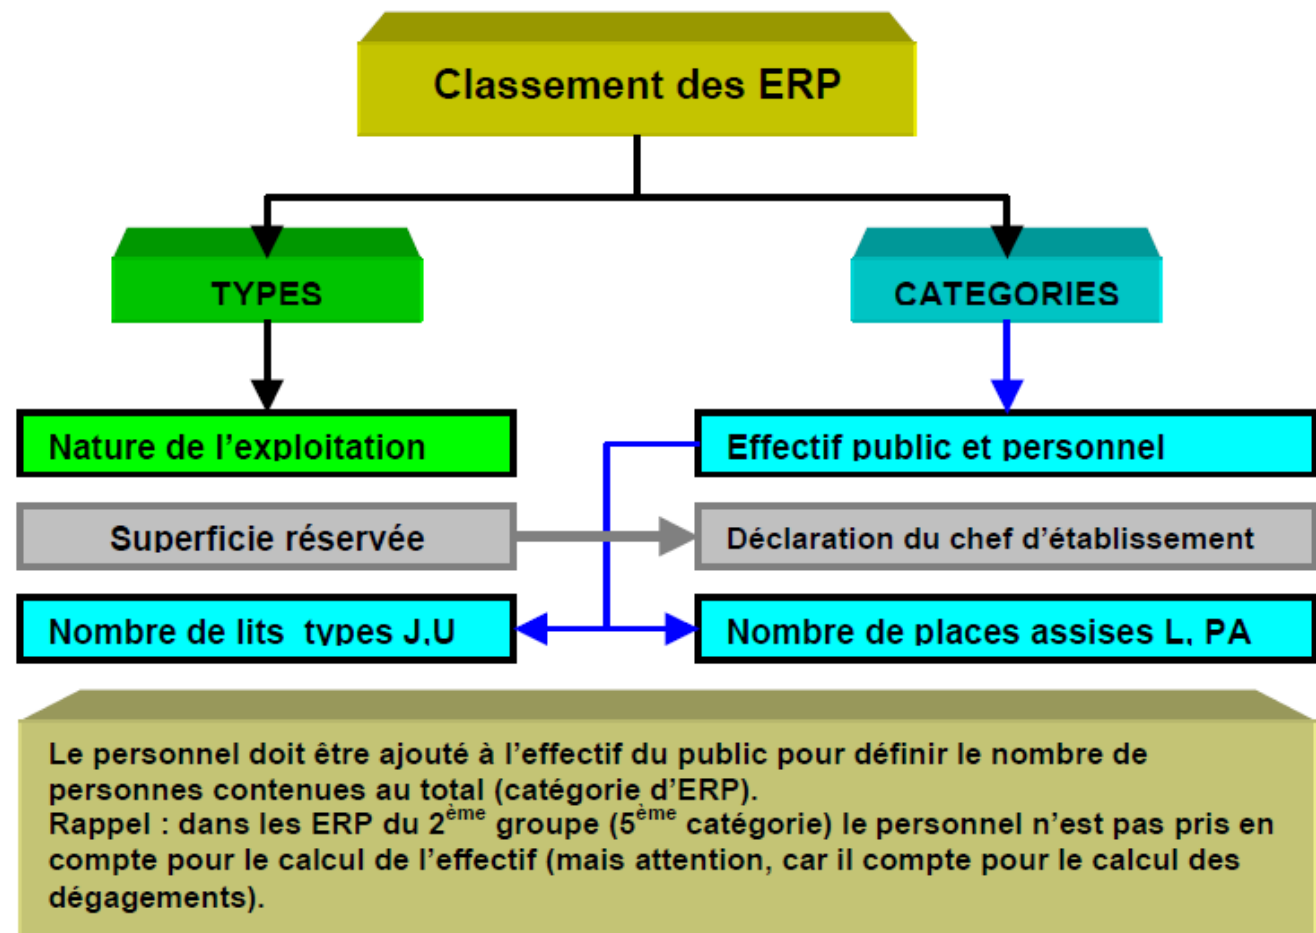 Classement des ERP
TYPES
CATEGORIES
Nature de l’exploitation
Effectif public et personnel
Superficie réservée
Déclaration du chef d’établissement
Nombre de lits  types J,U
Nombre de places assises L, PA
Le personnel doit être ajouté à l’effectif du public pour définir le nombre de
personnes contenues au total (catégorie d’ERP).
Rappel : dans les ERP du 2ème groupe (5ème catégorie) le personnel n’est pas pris en
compte pour le calcul de l’effectif (mais attention, car il compte pour le calcul des
dégagements).